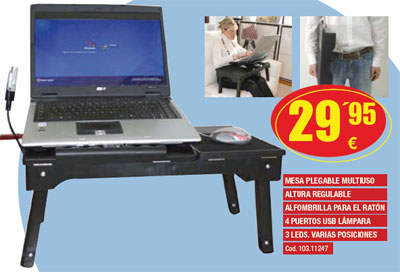 29´95
€
MESA PLEGABLE MULTIUSO
ALTURA REGULABLE
ALFOMBRILLA PARA EL RATÓN
4 PUERTOS USB LÁMPARA
3 LEDS. VARIAS POSICIONES
Cod. 103.11247